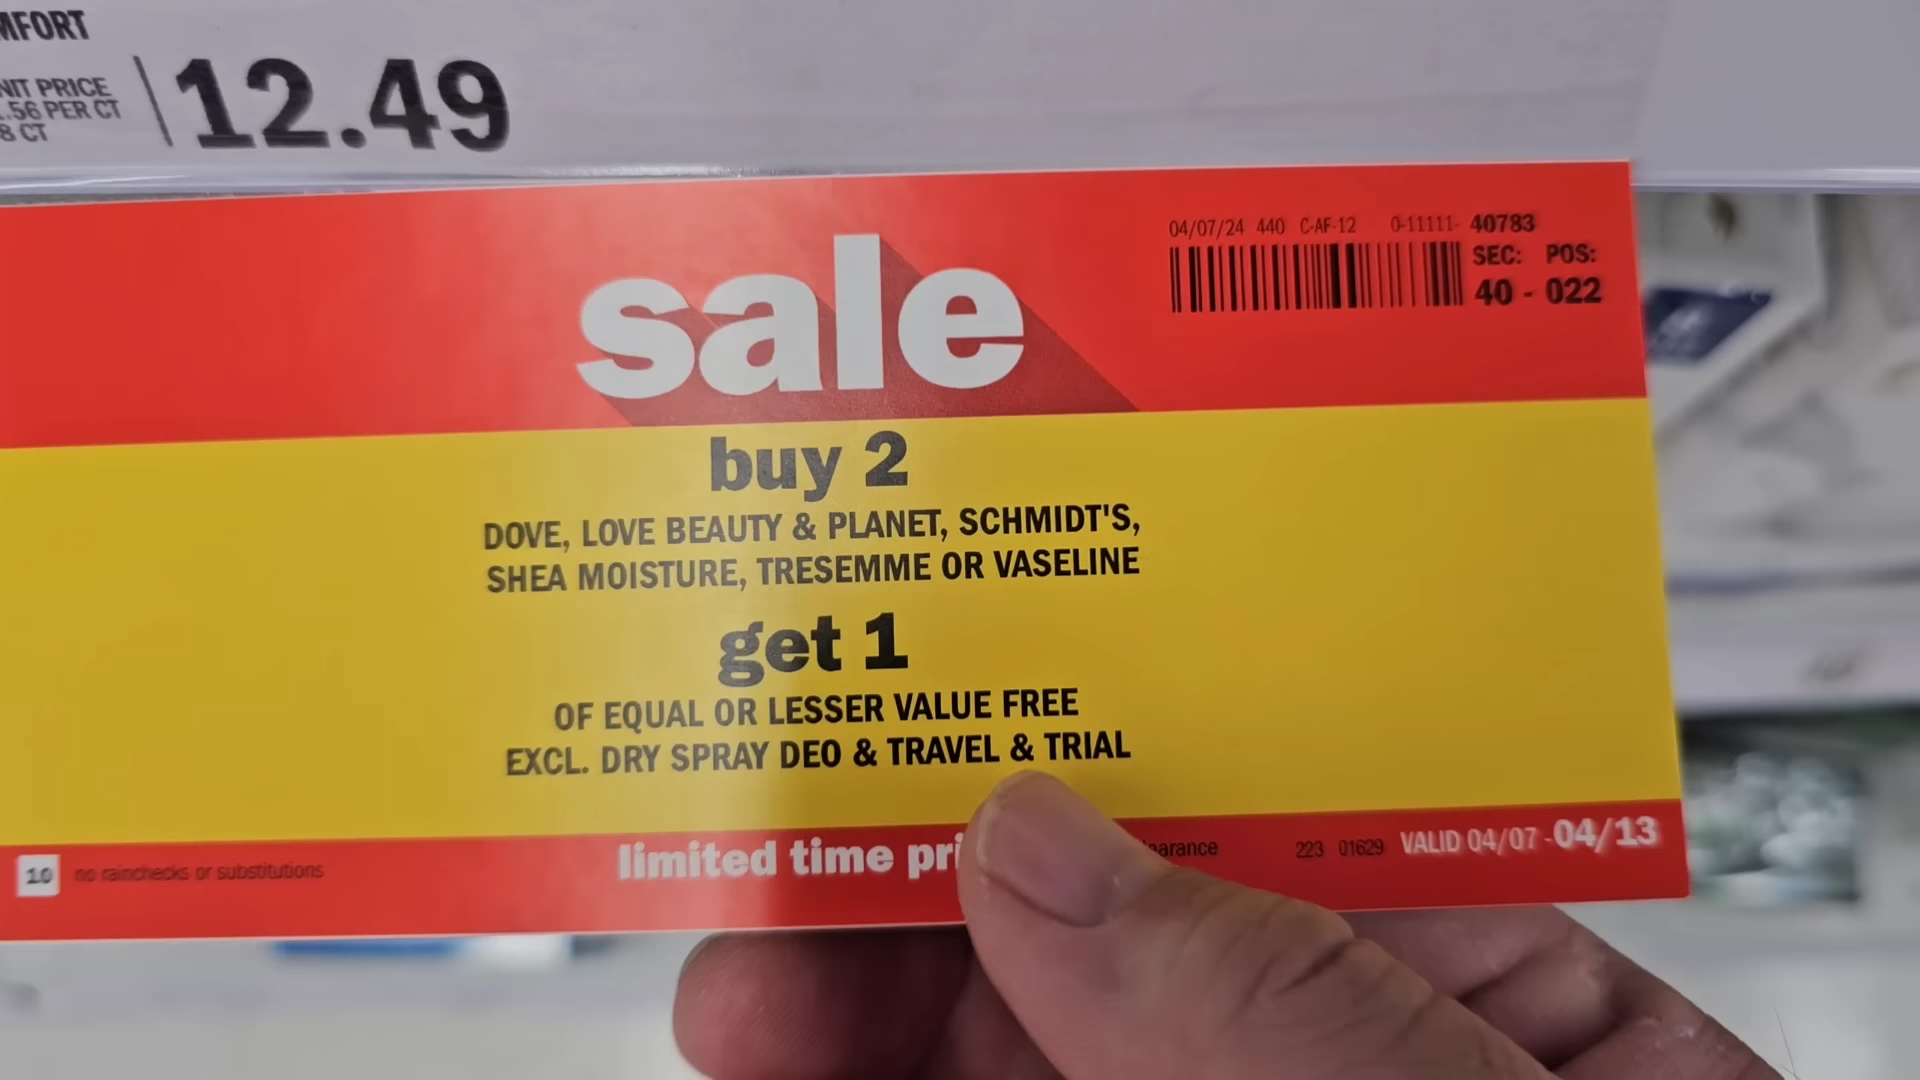 MFORT
NIT PRICE
.56 PER CT
8 CT
12.49
04/07/24 440 C-AF-12 0-11111- 40783
SEC: POS:
40 - 022
sale
buy 2
DOVE, LOVE BEAUTY & PLANET, SCHMIDT'S,
SHEA MOISTURE, TRESEMME OR VASELINE
get 1
OF EQUAL OR LESSER VALUE FREE
EXCL. DRY SPRAY DEO & TRAVEL & TRIAL
10 no rainchecks or substitutions
limited time pri
earance 223 01629 VALID 04/07 -04/13